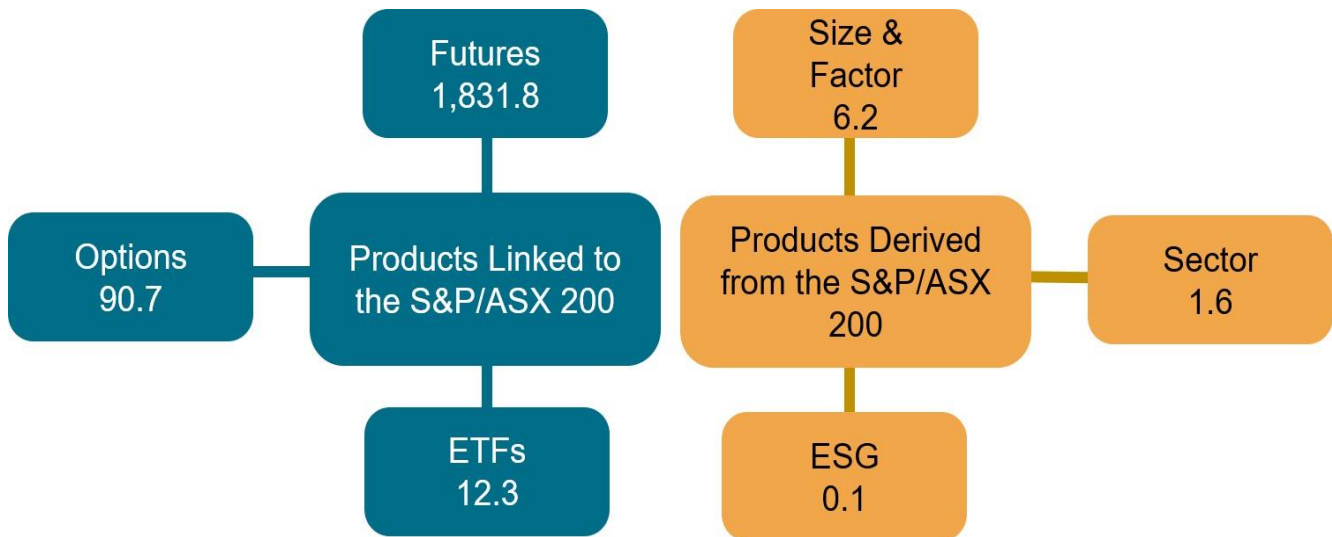 Futures
1,831.8
Options
90.7
Products Linked to
the S&P/ASX 200
ETFs
12.3
Size &
Factor
6.2
Products Derived
from the S&P/ASX
200
Sector
1.6
ESG
0.1